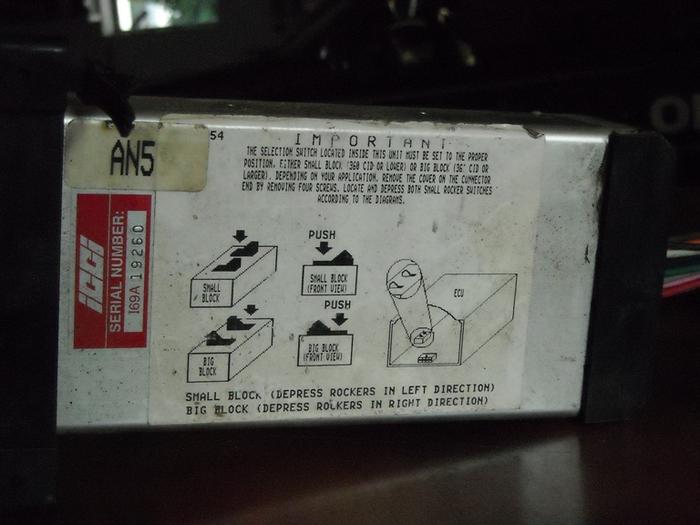 54
IMPORTANT
AN5
THE SELECTION SWITCH LOCATED INSIDE THIS UNIT MUST BE SET TO THE PROPER
POSITION, EITHER SMALL BLOCK (360 CID OR LOWER) OR BIG BLOCK (36 CID OR
LARGER), DEPENDING ON YOUR APPLICATION. REMOVE THE COVER ON THE CONNECTOR
END BY REMOVING FOUR SCREWS. LOCATE AND DEPRESS BOTH SMALL ROCKER SWITCHES
ACCORDING TO THE DIAGRAMS.
icci
SERIAL NUMBER:
I69A 19260
PUSH
SMALL
BLOCK
SMALL BLOCK
(FRONT VIEW)
ECU
PUSH
BIG
BLOCK
BIG BLOCK
(FRONT VIEW)
SMALL BLOCK (DEPRESS ROCKERS IN LEFT DIRECTION)
BIG BLOCK (DEPRESS ROCKERS IN RIGHT DIRECTION)